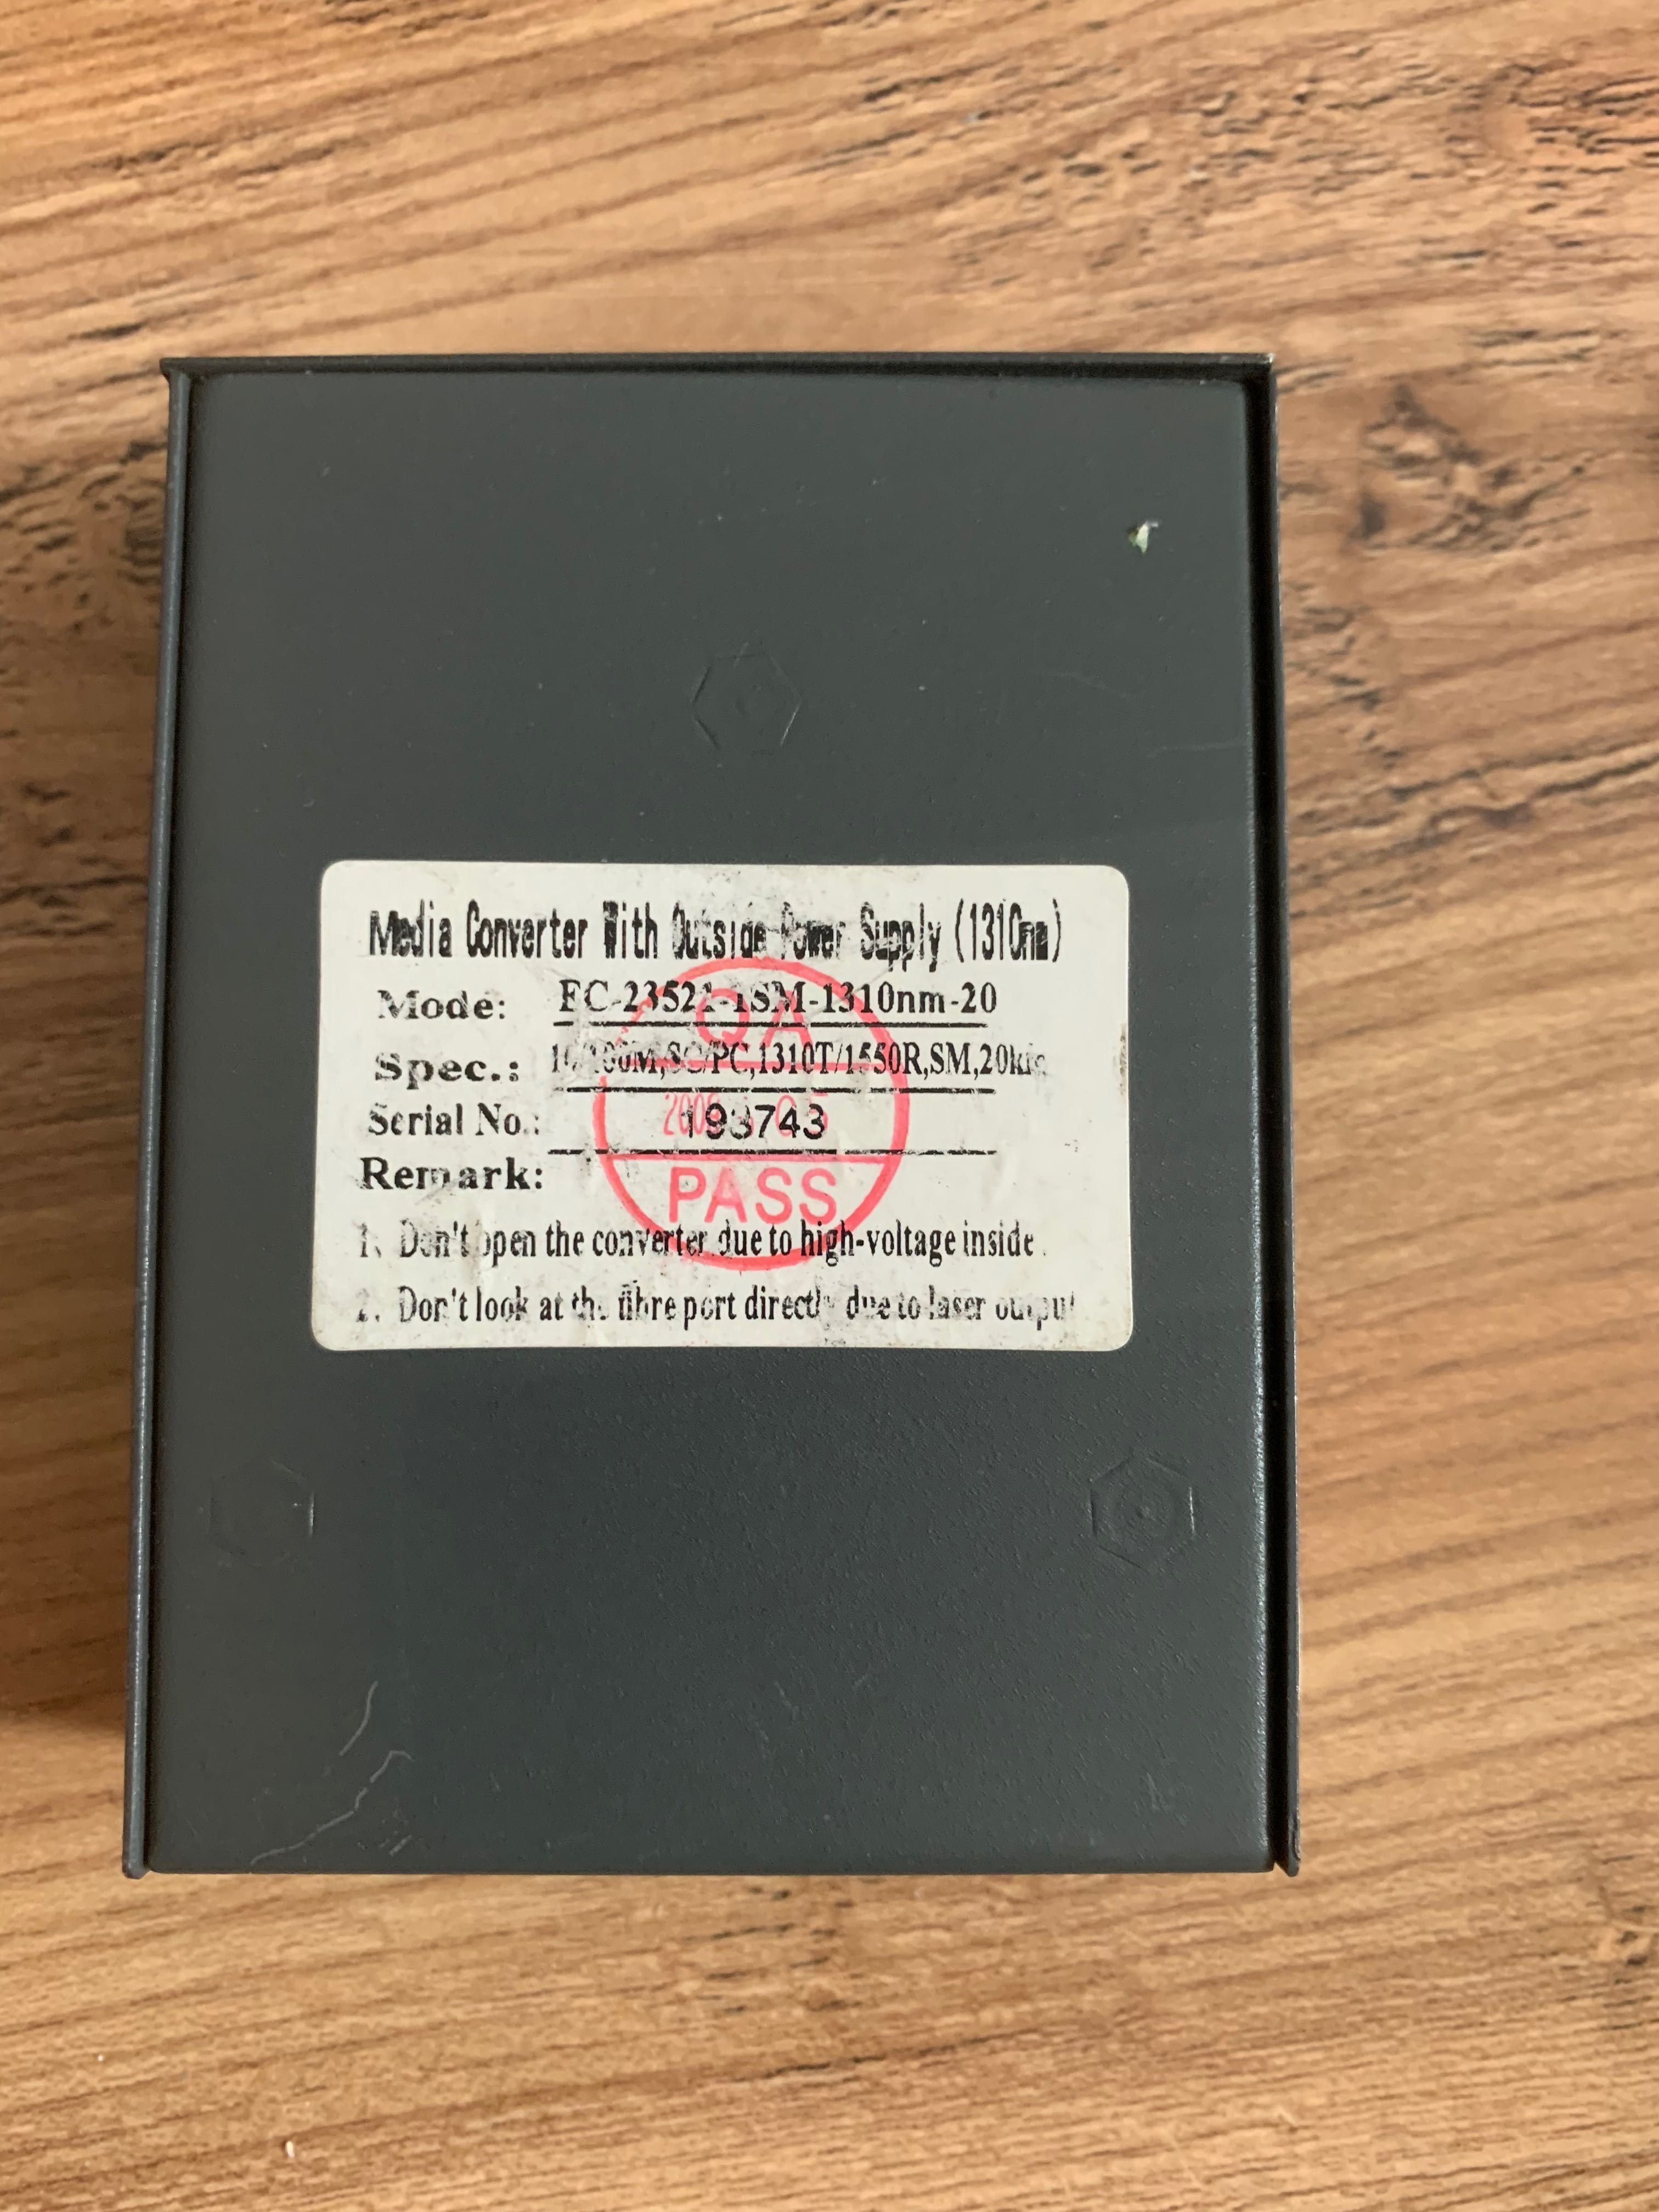 Media Converter With Outside Power Supply (1310nm)
Mode: FC-23521-1SM-1310nm-20
Spec.: 10/100M,SC/PC,1310T/1550R,SM,20km
QA
Serial No.: 193743
PASS
Remark:
1. Don't open the converter due to high-voltage inside.
2. Don't look at the fibre port directly due to laser output